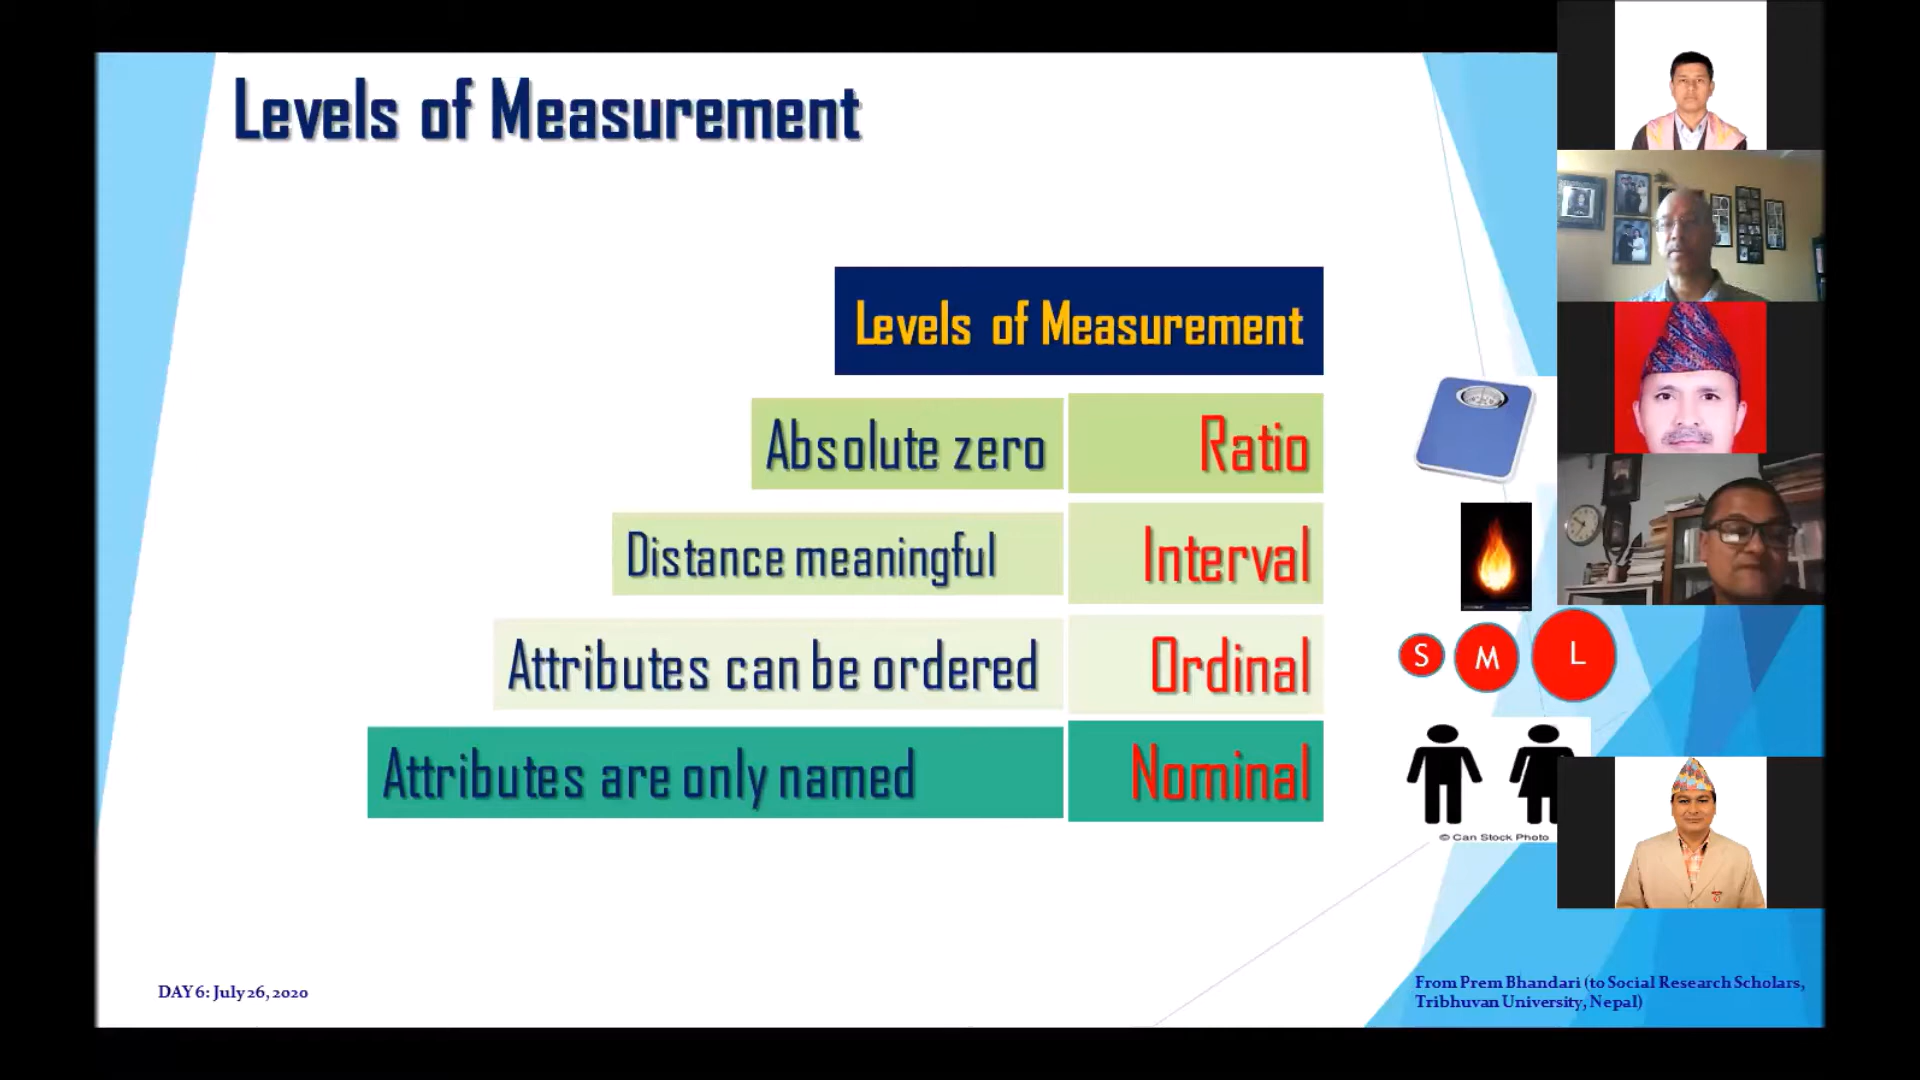 Levels of Measurement
Levels of Measurement
Absolute zero Ratio
Distance meaningful Interval
Attributes can be ordered Ordinal
S M L
Attributes are only named Nominal
© Can Stock Photo
DAY 6: July 26, 2020
From Prem Bhandari (to Social Research Scholars,
Tribhuvan University, Nepal)